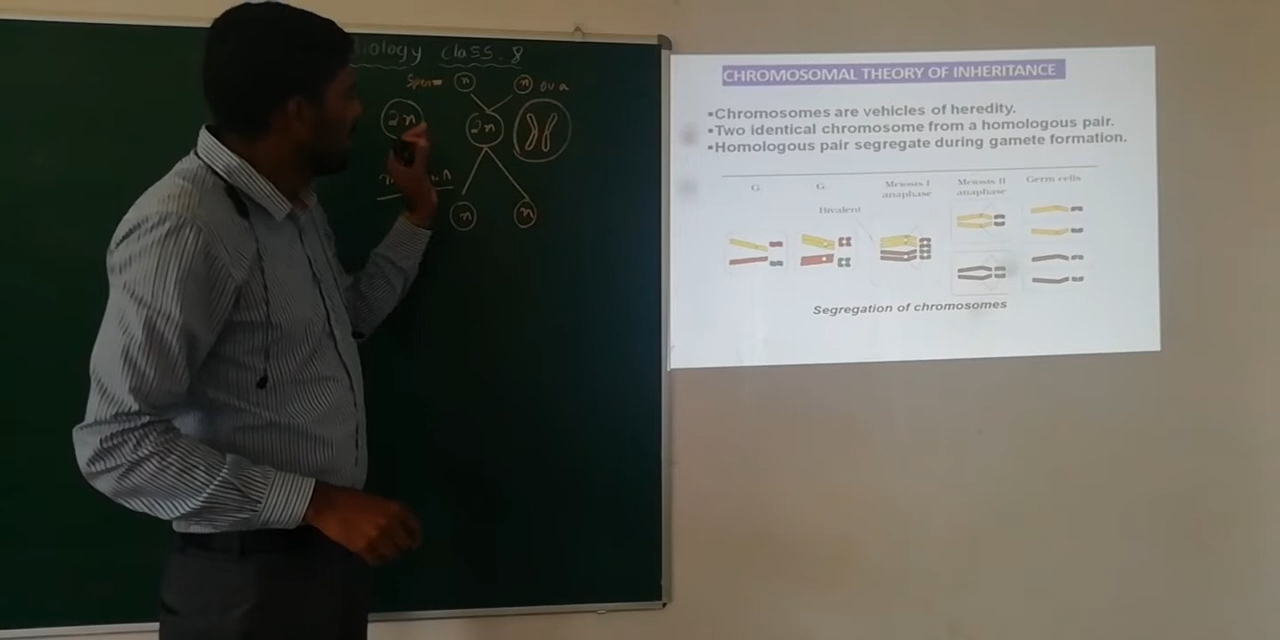 Biology Class - 8
Sperm n n ova
2n 2n
n n
CHROMOSOMAL THEORY OF INHERITANCE
▪Chromosomes are vehicles of heredity.
▪Two identical chromosome from a homologous pair.
▪Homologous pair segregate during gamete formation.
G G Meiosis I anaphase Meiosis II anaphase Germ cells
Bivalent
Segregation of chromosomes